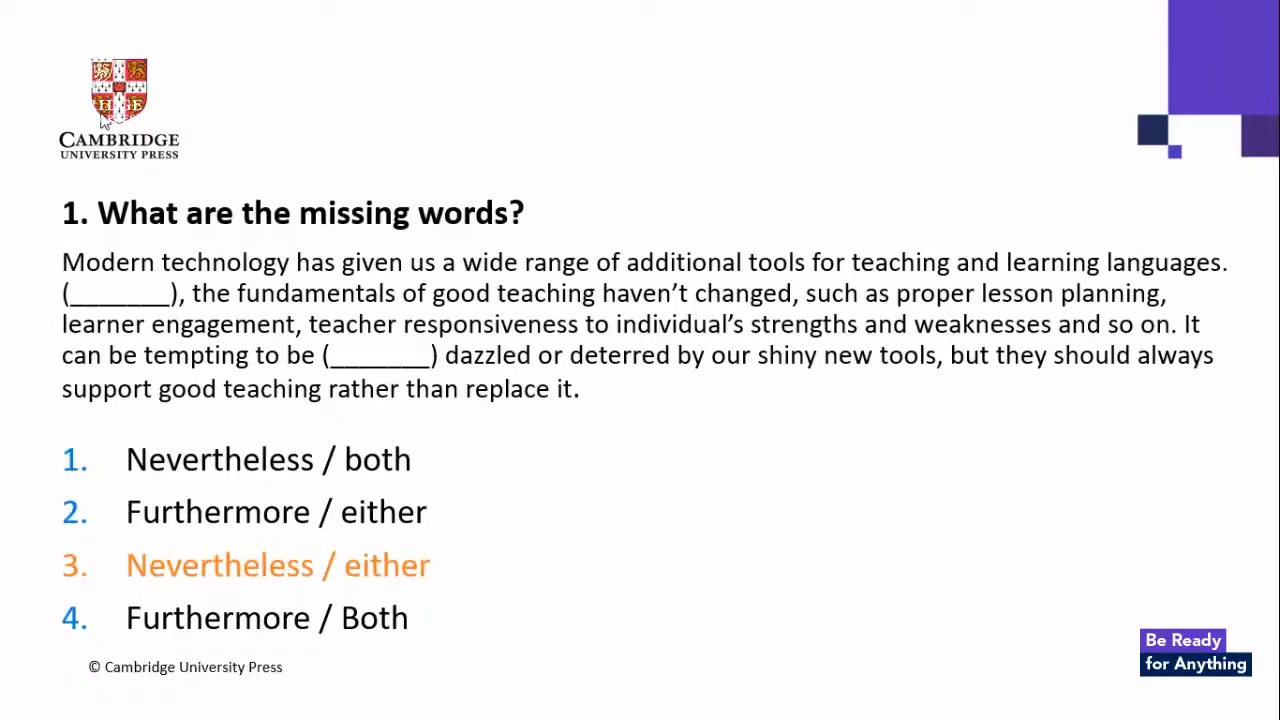 CAMBRIDGE
UNIVERSITY PRESS
1. What are the missing words?
Modern technology has given us a wide range of additional tools for teaching and learning languages.
(_______), the fundamentals of good teaching haven’t changed, such as proper lesson planning,
learner engagement, teacher responsiveness to individual’s strengths and weaknesses and so on. It
can be tempting to be (_______) dazzled or deterred by our shiny new tools, but they should always
support good teaching rather than replace it.
1. Nevertheless / both
2. Furthermore / either
3. Nevertheless / either
4. Furthermore / Both
© Cambridge University Press
Be Ready
for Anything